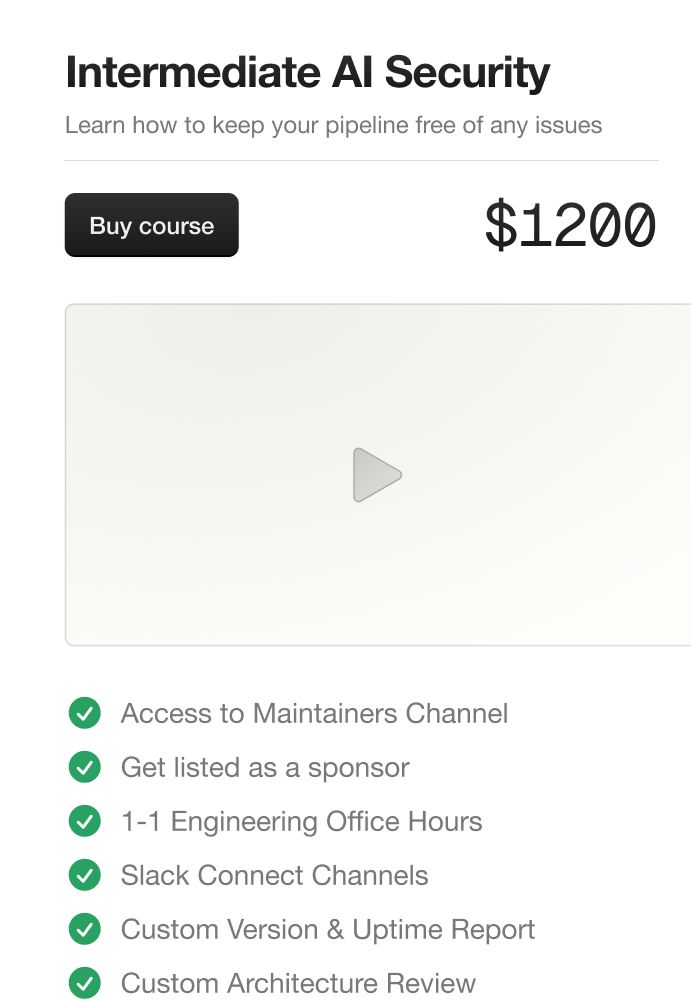 Intermediate AI Security
Learn how to keep your pipeline free of any issues
Buy course
$1200
Access to Maintainers Channel
Get listed as a sponsor
1-1 Engineering Office Hours
Slack Connect Channels
Custom Version & Uptime Report
Custom Architecture Review